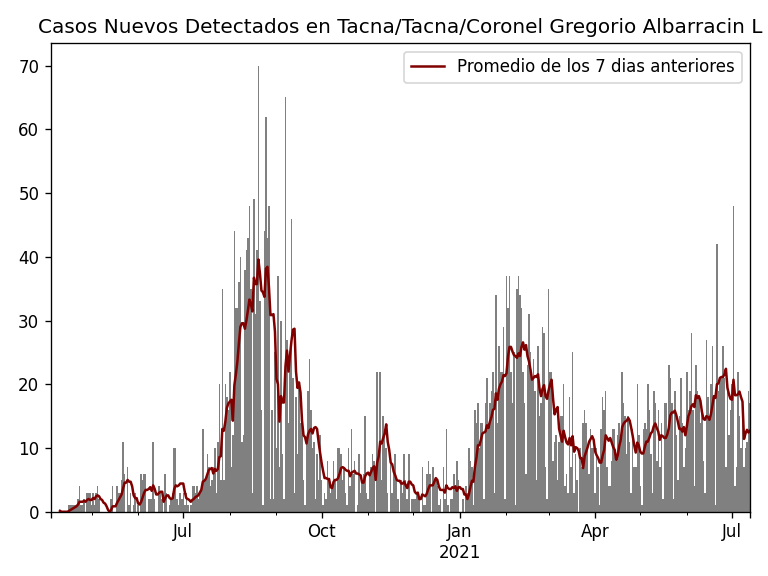 Casos Nuevos Detectados en Tacna/Tacna/Coronel Gregorio Albarracin L
Promedio de los 7 dias anteriores
70
60
50
40
30
20
10
0
Jul
Oct
Jan
2021
Apr
Jul